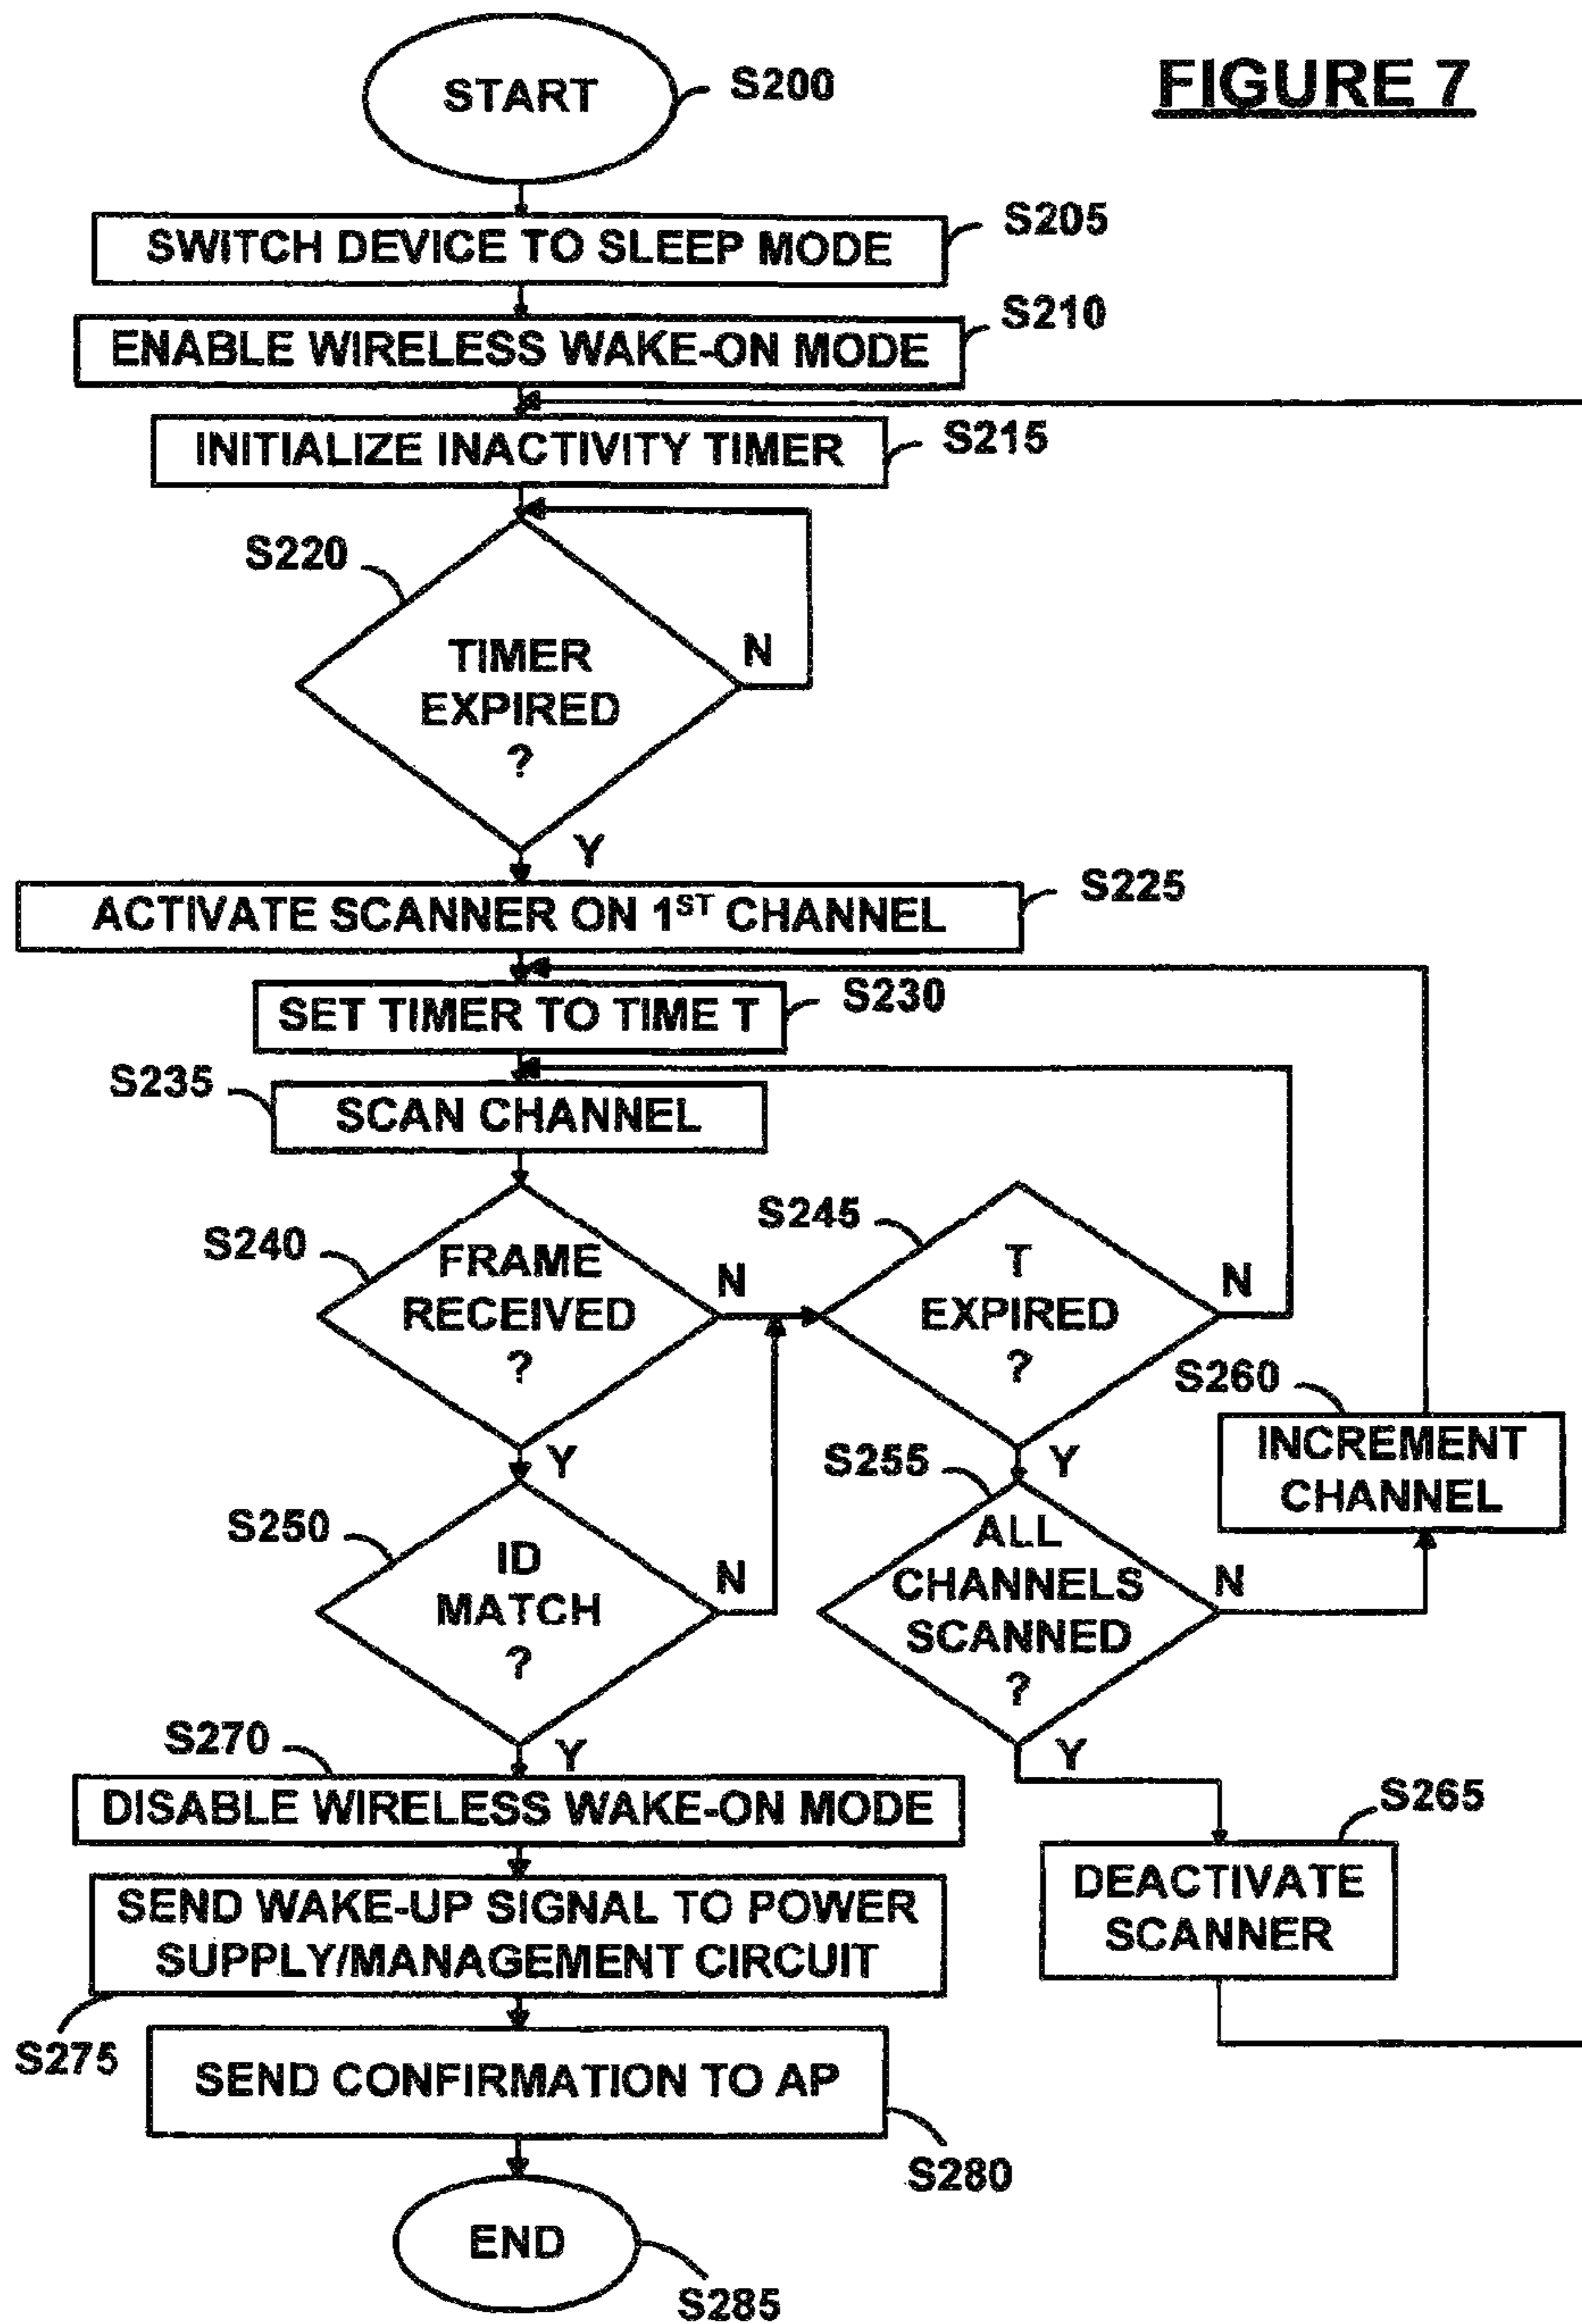 FIGURE 7
START
S200
SWITCH DEVICE TO SLEEP MODE
S205
ENABLE WIRELESS WAKE-ON MODE
S210
INITIALIZE INACTIVITY TIMER
S215
S220
TIMER
EXPIRED
?
N
Y
ACTIVATE SCANNER ON 1ST CHANNEL
S225
SET TIMER TO TIME T
S230
S235
SCAN CHANNEL
S240
FRAME
RECEIVED
?
N
Y
S245
T
EXPIRED
?
N
Y
S250
ID
MATCH
?
N
Y
S255
ALL
CHANNELS
SCANNED
?
N
Y
S260
INCREMENT
CHANNEL
S265
DEACTIVATE
SCANNER
S270
DISABLE WIRELESS WAKE-ON MODE
SEND WAKE-UP SIGNAL TO POWER
SUPPLY/MANAGEMENT CIRCUIT
S275
SEND CONFIRMATION TO AP
S280
END
S285